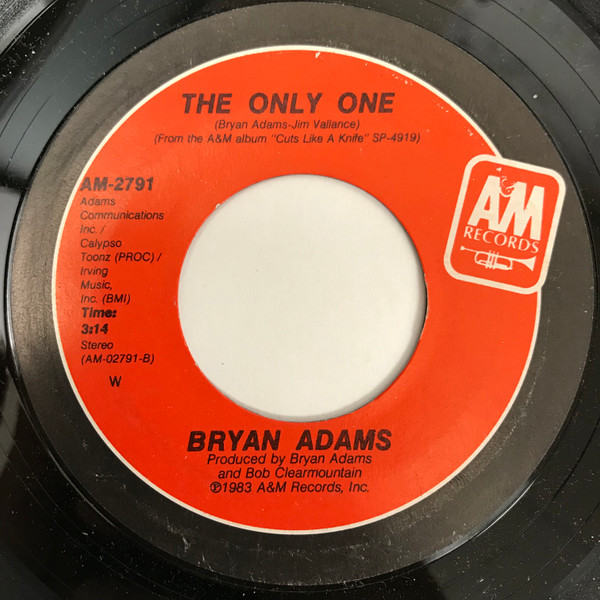 THE ONLY ONE
(Bryan Adams-Jim Valiance)
(From the A&M album "Cuts Like A Knife" SP-4919)
AM-2791
Adams
Communications
Inc. /
Calypso
Toonz (PROC) /
Irving
Music,
Inc. (BMI)
Time:
3:14
Stereo
(AM-02791-B)
W
A&M
RECORDS
BRYAN ADAMS
Produced by Bryan Adams
and Bob Clearmountain
℗1983 A&M Records, Inc.